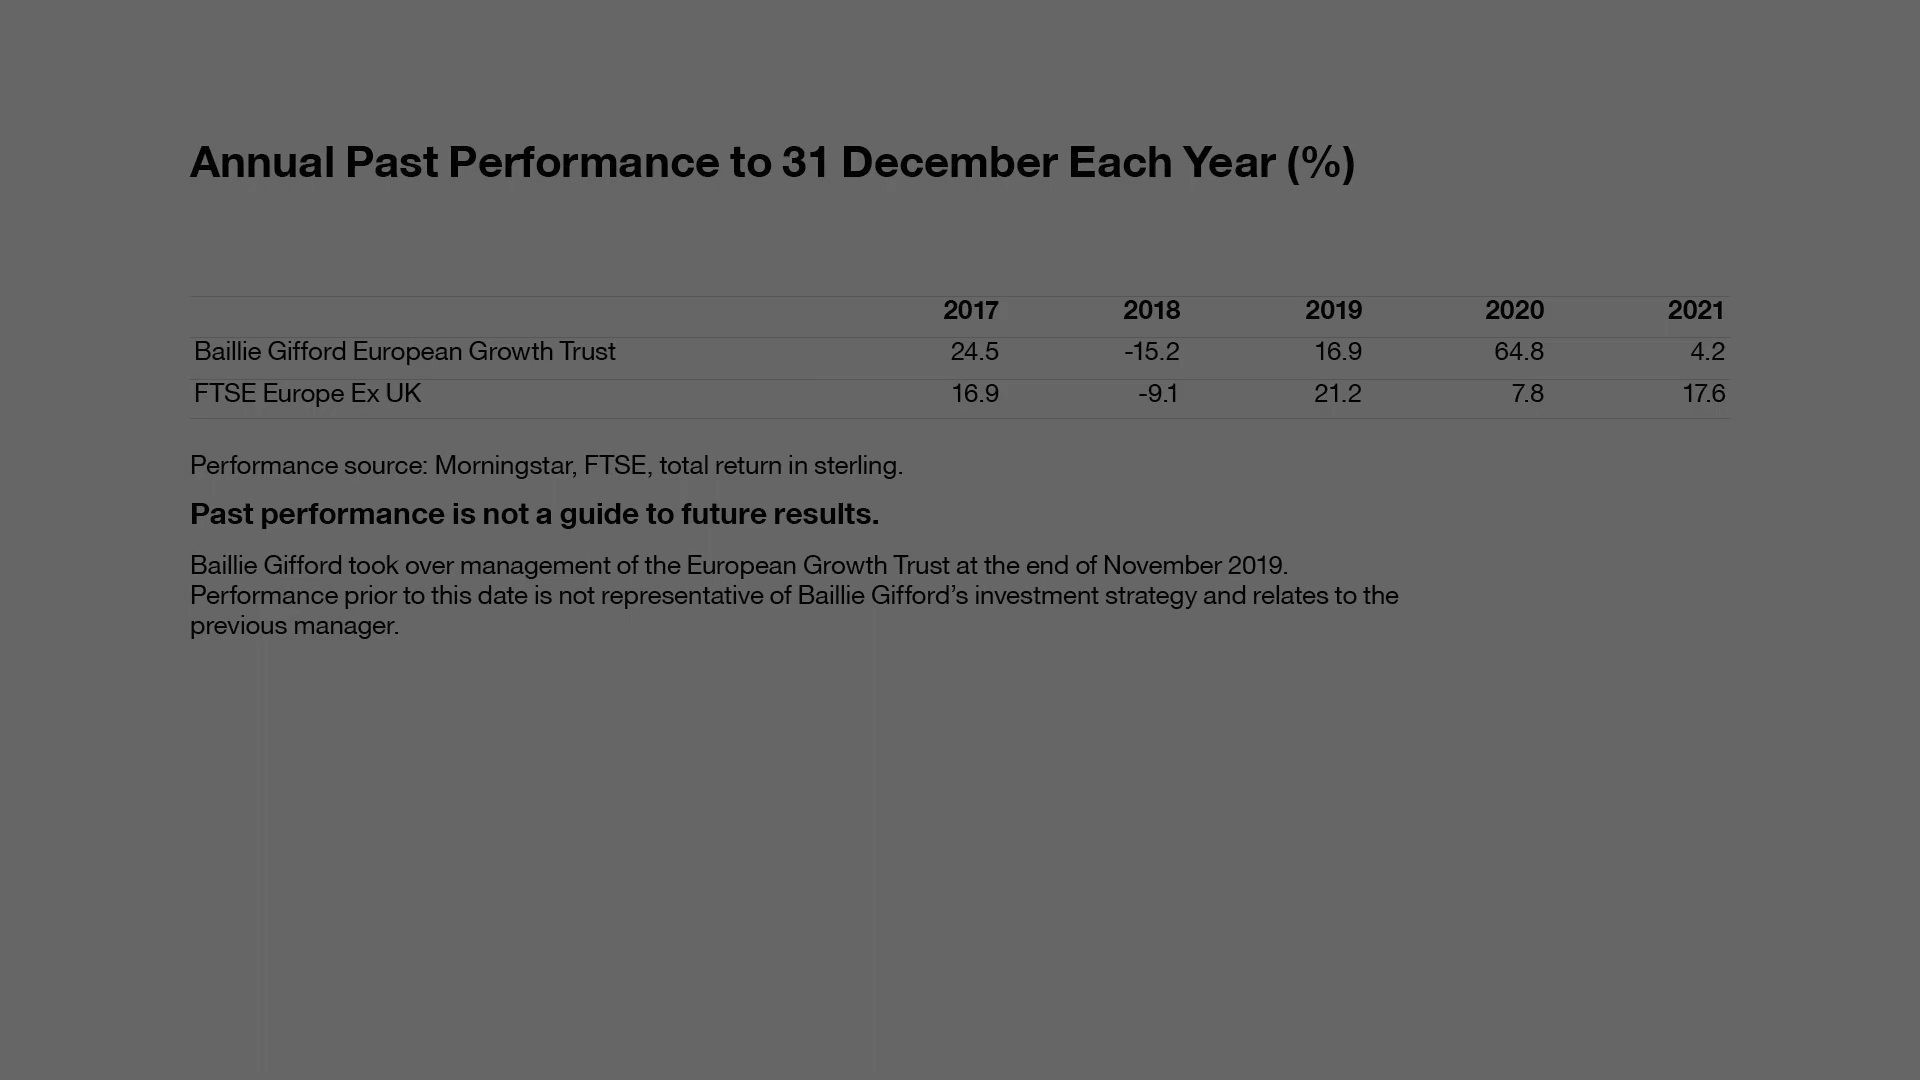 Annual Past Performance to 31 December Each Year (%)
2017 2018 2019 2020 2021
Baillie Gifford European Growth Trust 24.5 -15.2 16.9 64.8 4.2
FTSE Europe Ex UK 16.9 -9.1 21.2 7.8 17.6
Performance source: Morningstar, FTSE, total return in sterling.
Past performance is not a guide to future results.
Baillie Gifford took over management of the European Growth Trust at the end of November 2019.
Performance prior to this date is not representative of Baillie Gifford’s investment strategy and relates to the
previous manager.